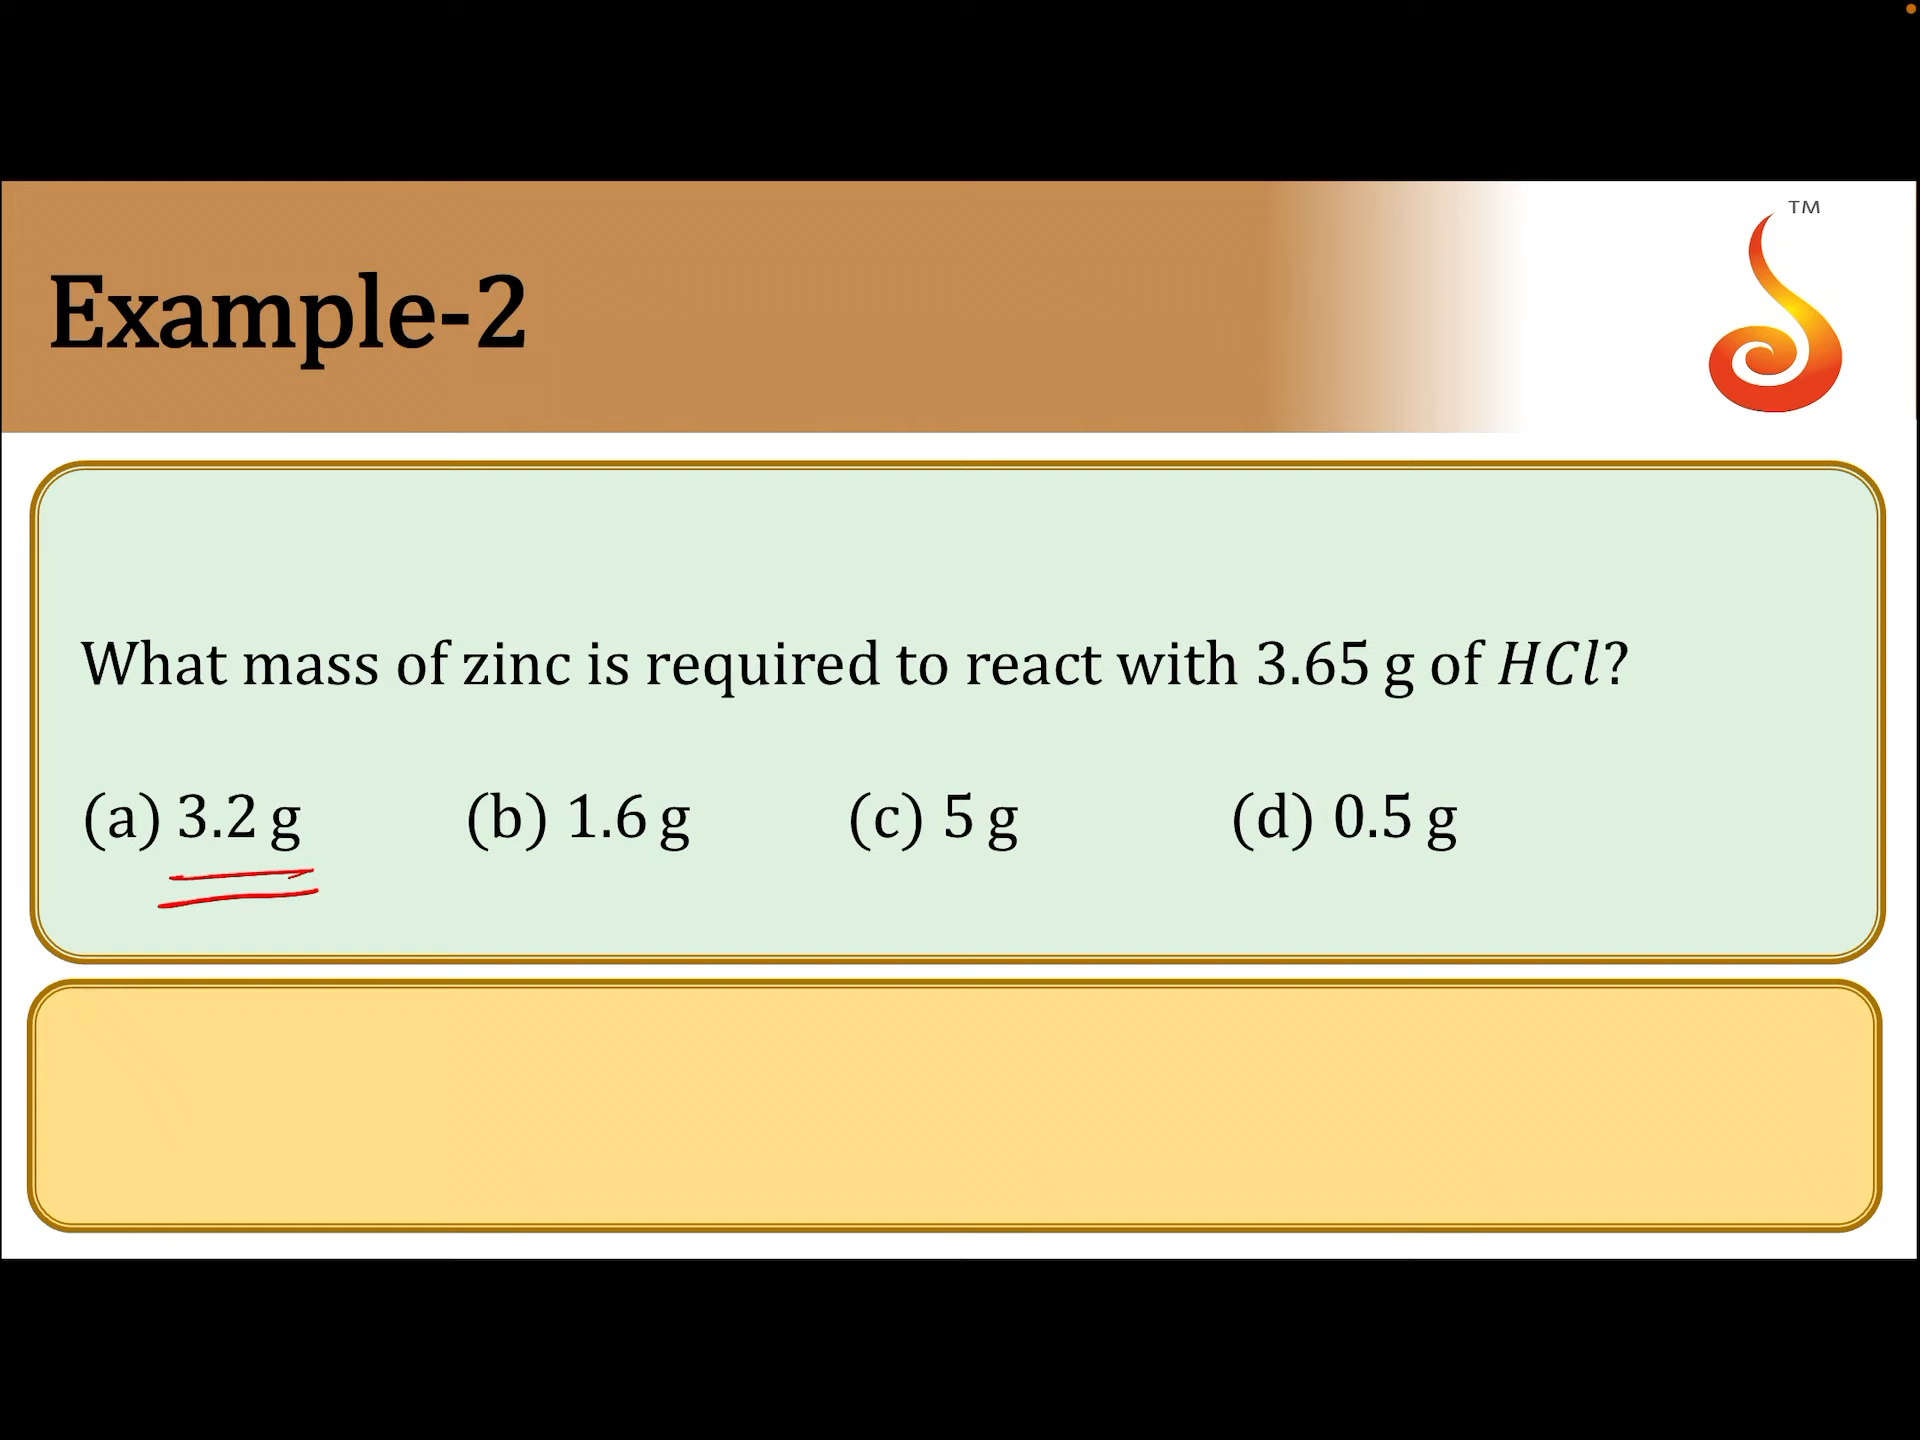 TM
Example-2
What mass of zinc is required to react with 3.65 g of HCl?
(a) 3.2 g (b) 1.6 g (c) 5 g (d) 0.5 g